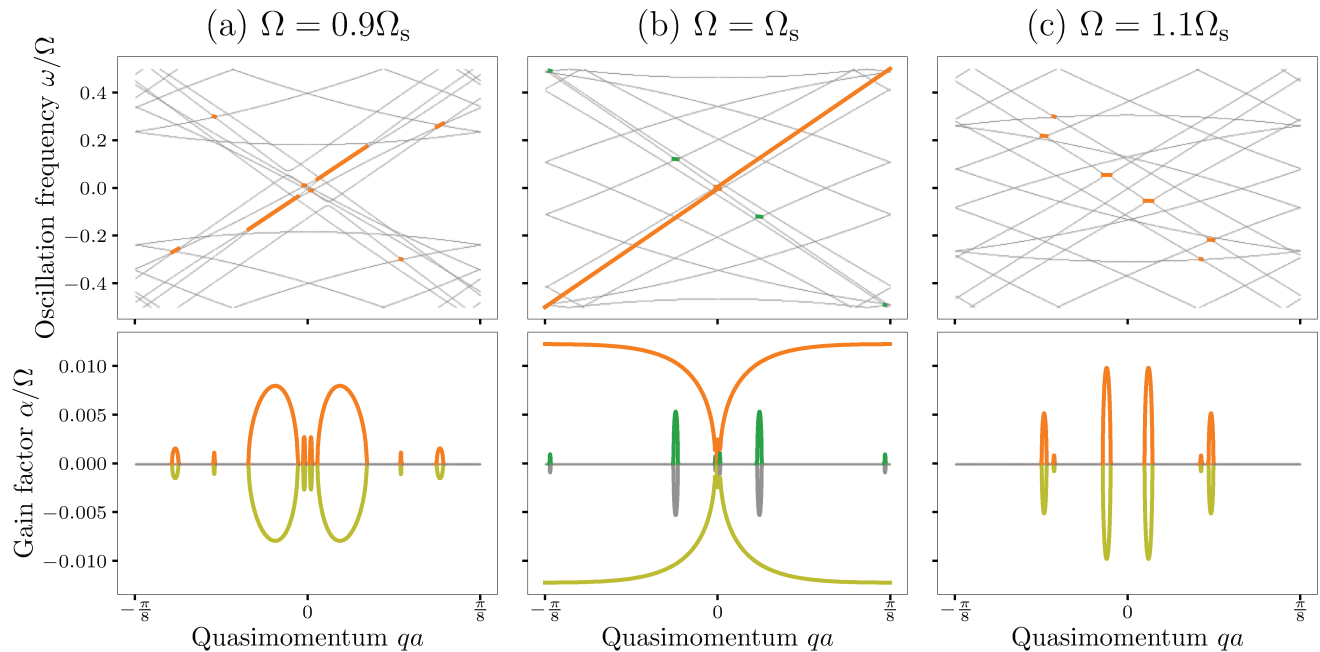 (a) Ω = 0.9Ωs
(b) Ω = Ωs
(c) Ω = 1.1Ωs
Oscillation frequency ω/Ω
0.4
0.2
0.0
−0.2
−0.4
Gain factor α/Ω
0.010
0.005
0.000
−0.005
−0.010
−π/8
0
π/8
−π/8
0
π/8
−π/8
0
π/8
Quasimomentum qa
Quasimomentum qa
Quasimomentum qa